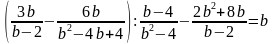 (3b/(b−2) − 6b/(b²−4b+4)) : (b−4)/(b²−4) − (2b²+8b)/(b−2) = b